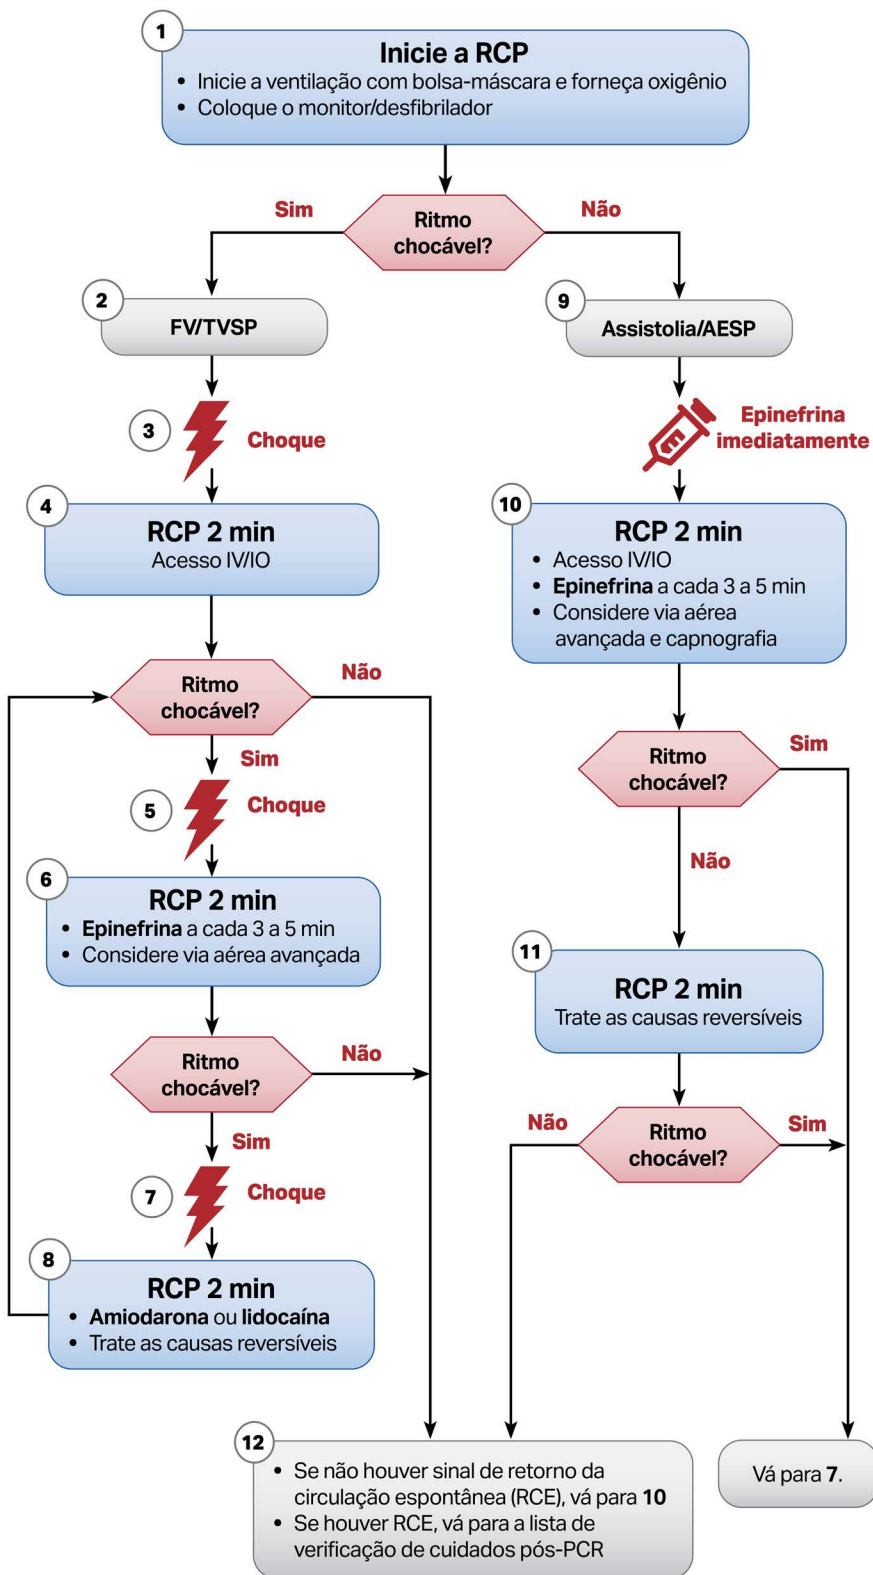 1
Inicie a RCP
• Inicie a ventilação com bolsa-máscara e forneça oxigênio
• Coloque o monitor/desfibrilador
Sim
Ritmo
chocável?
Não
2
FV/TVSP
3
Choque
4
RCP 2 min
Acesso IV/IO
Ritmo
chocável?
Não
Sim
5
Choque
6
RCP 2 min
• Epinefrina a cada 3 a 5 min
• Considere via aérea avançada
Ritmo
chocável?
Não
Sim
7
Choque
8
RCP 2 min
• Amiodarona ou lidocaína
• Trate as causas reversíveis
9
Assistolia/AESP
Epinefrina
imediatamente
10
RCP 2 min
• Acesso IV/IO
• Epinefrina a cada 3 a 5 min
• Considere via aérea
avançada e capnografia
Ritmo
chocável?
Sim
Não
11
RCP 2 min
Trate as causas reversíveis
Não
Ritmo
chocável?
Sim
12
• Se não houver sinal de retorno da
circulação espontânea (RCE), vá para 10
• Se houver RCE, vá para a lista de
verificação de cuidados pós-PCR
Vá para 7.